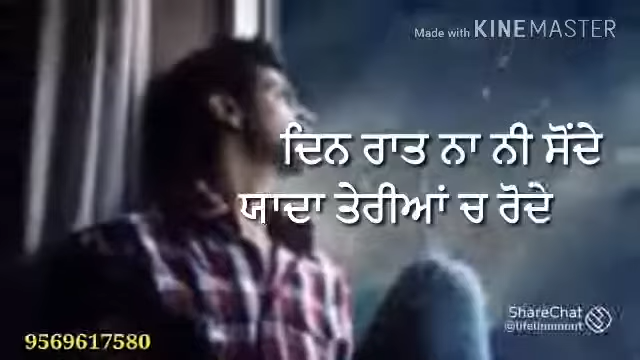 Made with KINEMASTER
ਦਿਨ ਰਾਤ ਨਾ ਨੀ ਸੋਂਦੇ
ਯਾਦਾ ਤੇਰੀਆਂ ਚ ਰੋਦੇ
ShareChat
9569617580